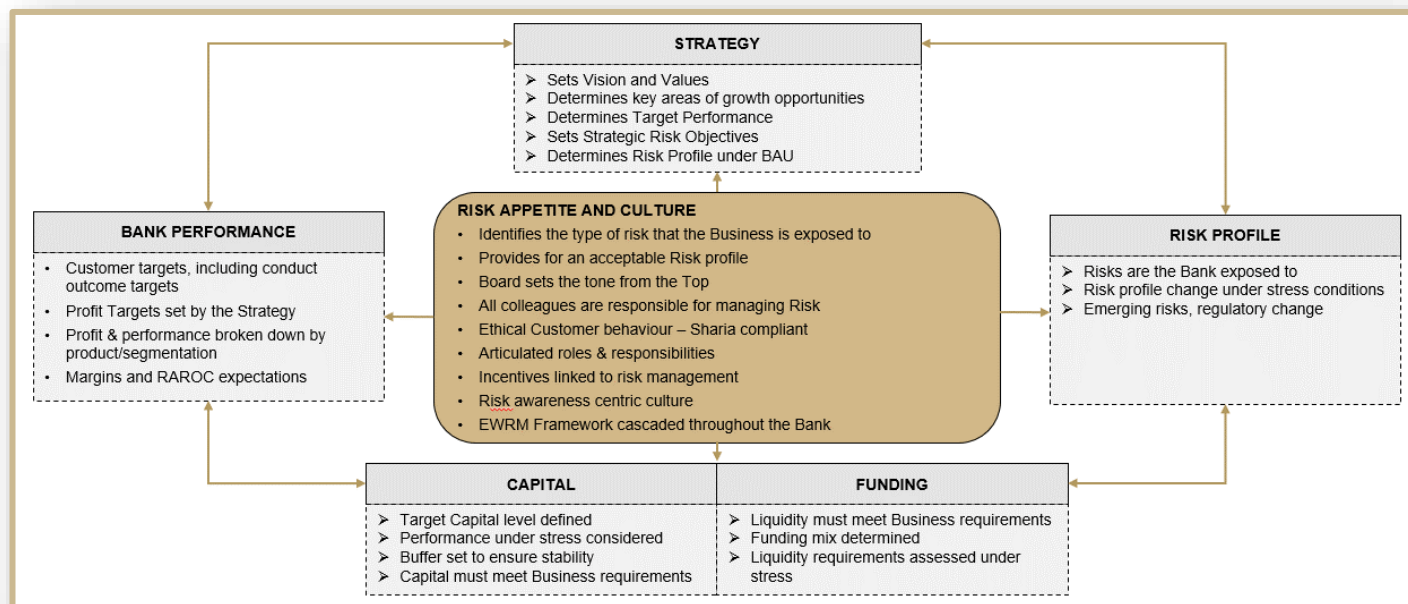 STRATEGY
➢ Sets Vision and Values
➢ Determines key areas of growth opportunities
➢ Determines Target Performance
➢ Sets Strategic Risk Objectives
➢ Determines Risk Profile under BAU
BANK PERFORMANCE
• Customer targets, including conduct
outcome targets
• Profit Targets set by the Strategy
• Profit & performance broken down by
product/segmentation
• Margins and RAROC expectations
RISK APPETITE AND CULTURE
• Identifies the type of risk that the Business is exposed to
• Provides for an acceptable Risk profile
• Board sets the tone from the Top
• All colleagues are responsible for managing Risk
• Ethical Customer behaviour – Sharia compliant
• Articulated roles & responsibilities
• Incentives linked to risk management
• Risk awareness centric culture
• EWRM Framework cascaded throughout the Bank
RISK PROFILE
➢ Risks are the Bank exposed to
➢ Risk profile change under stress conditions
➢ Emerging risks, regulatory change
CAPITAL
➢ Target Capital level defined
➢ Performance under stress considered
➢ Buffer set to ensure stability
➢ Capital must meet Business requirements
FUNDING
➢ Liquidity must meet Business requirements
➢ Funding mix determined
➢ Liquidity requirements assessed under
stress